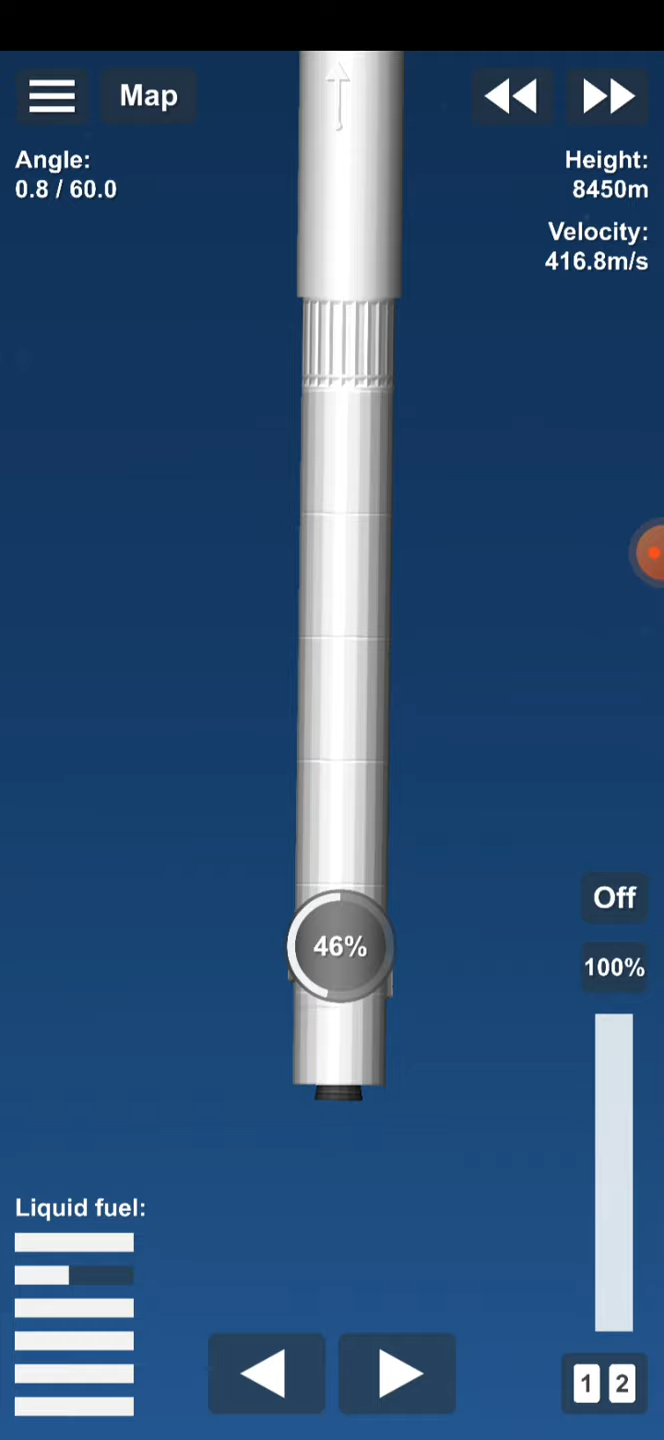 Map
Angle:
0.8 / 60.0
Height:
8450m
Velocity:
416.8m/s
46%
Off
100%
Liquid fuel:
1 2